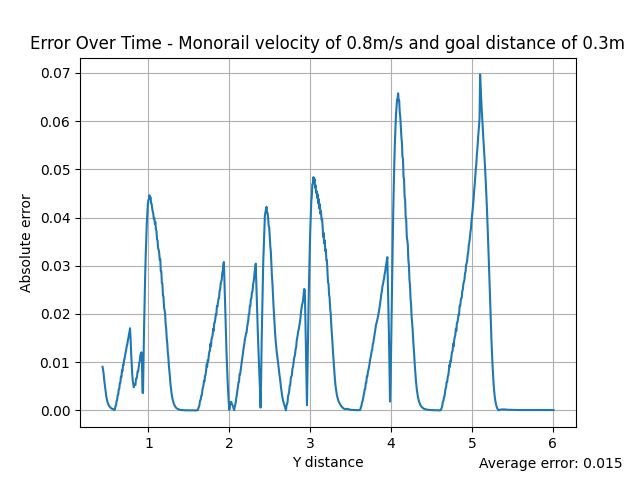 Error Over Time - Monorail velocity of 0.8m/s and goal distance of 0.3m
0.07
0.06
0.05
0.04
0.03
0.02
0.01
0.00
Absolute error
1 2 3 4 5 6
Y distance
Average error: 0.015